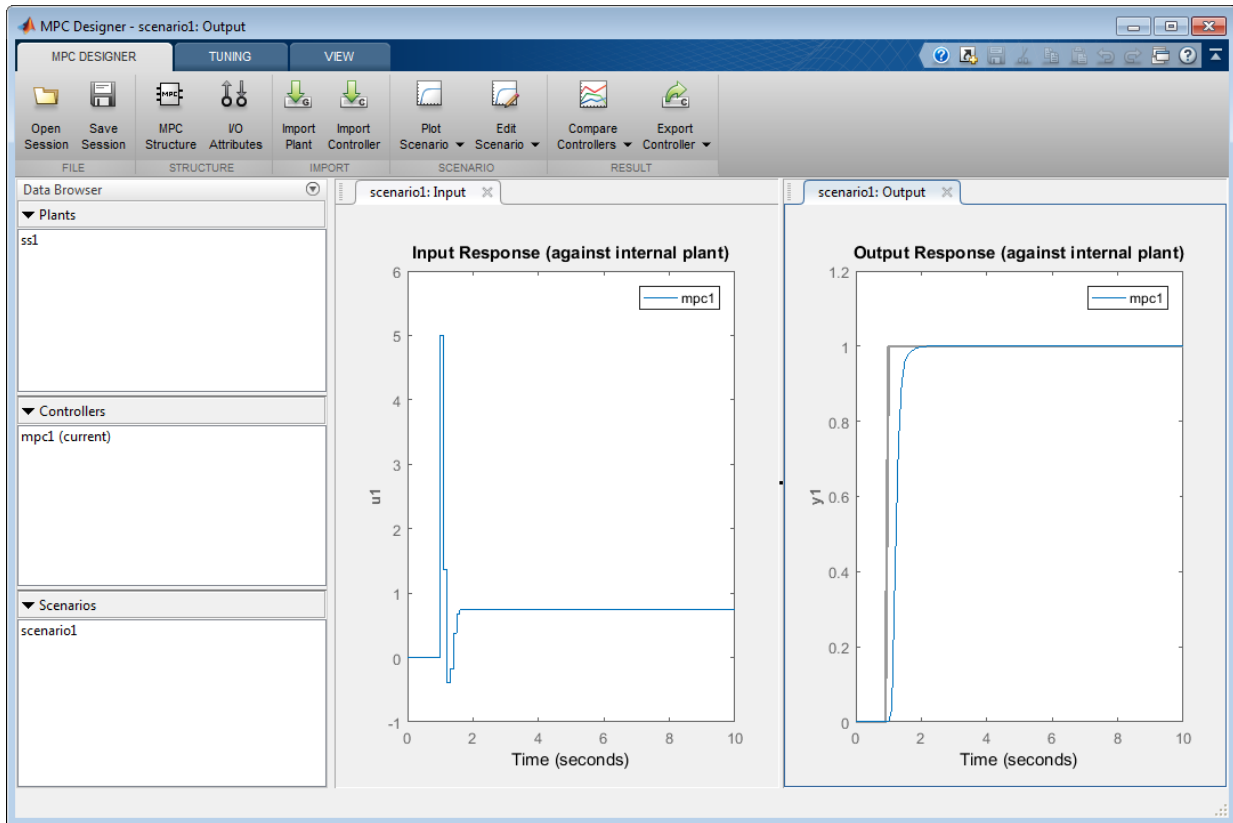 MPC Designer - scenario1: Output
MPC DESIGNER TUNING VIEW
Open Session Save Session MPC Structure I/O Attributes Import Plant Import Controller Plot Scenario Edit Scenario Compare Controllers Export Controller
FILE STRUCTURE IMPORT SCENARIO RESULT
Data Browser
Plants
ss1
Controllers
mpc1 (current)
Scenarios
scenario1
scenario1: Input
Input Response (against internal plant)
mpc1
6
5
4
3
2
1
0
-1
u1
0 2 4 6 8 10
Time (seconds)
scenario1: Output
Output Response (against internal plant)
mpc1
1.2
1
0.8
0.6
0.4
0.2
0
y1
0 2 4 6 8 10
Time (seconds)